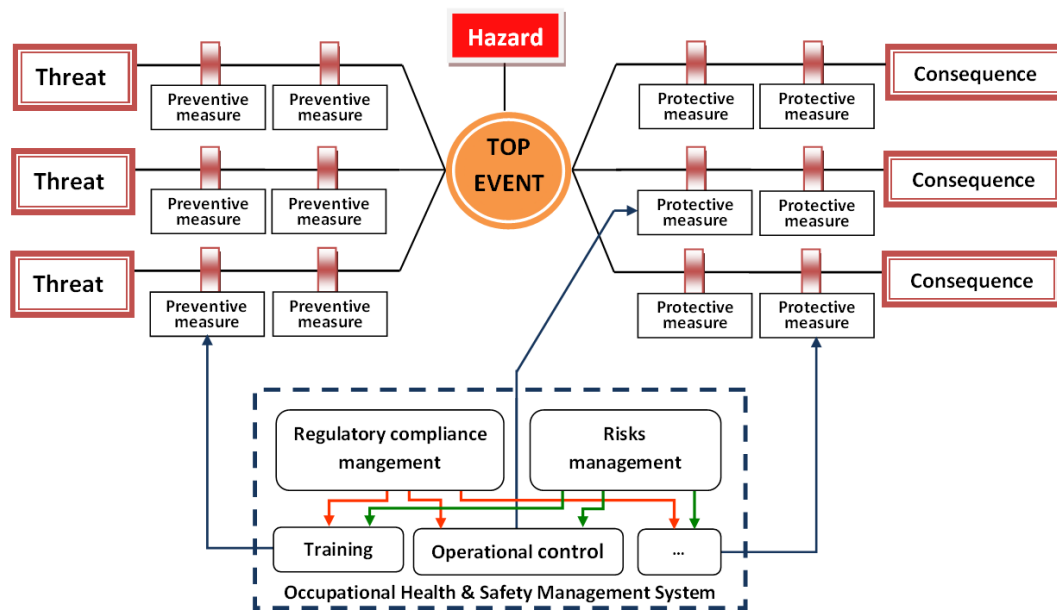 Hazard
Threat
Preventive
measure
Preventive
measure
Protective
measure
Protective
measure
Consequence
TOP
EVENT
Threat
Preventive
measure
Preventive
measure
Protective
measure
Protective
measure
Consequence
Threat
Preventive
measure
Preventive
measure
Protective
measure
Protective
measure
Consequence
Regulatory compliance
mangement
Risks
management
Training
Operational control
...
Occupational Health & Safety Management System